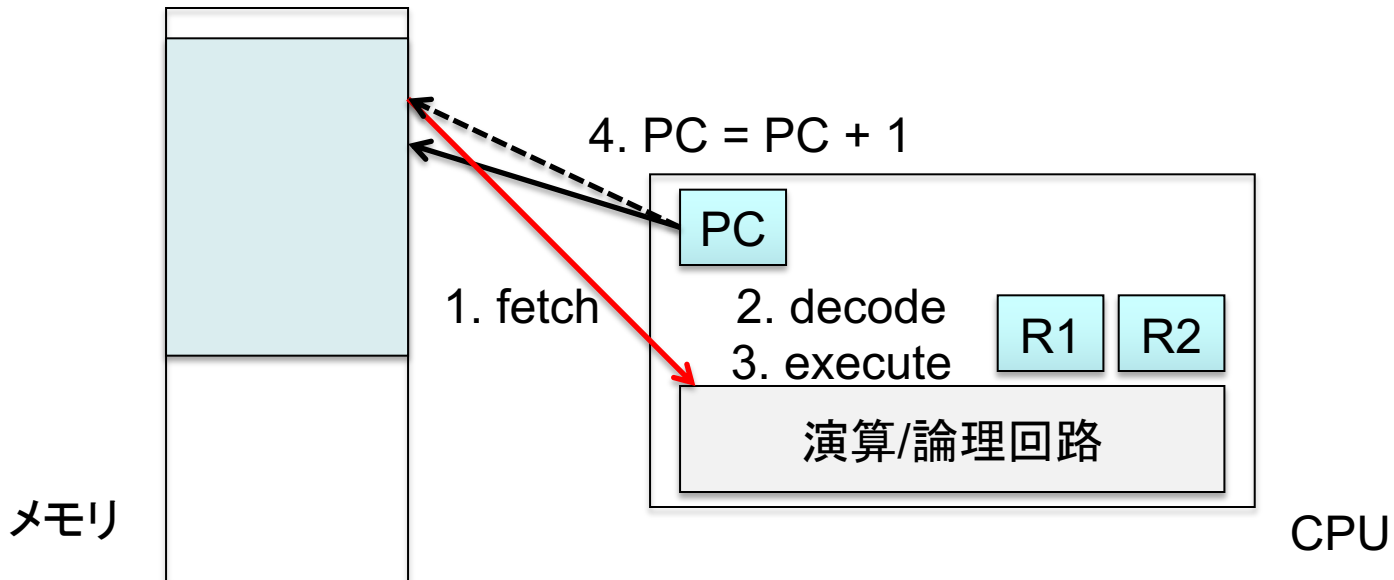 4. PC = PC + 1
PC
1. fetch
2. decode
R1
R2
3. execute
演算/論理回路
メモリ
CPU